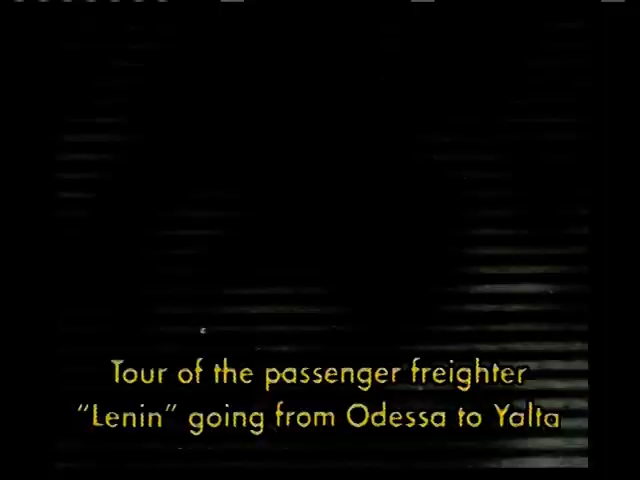 Tour of the passenger freighter
"Lenin" going from Odessa to Yalta